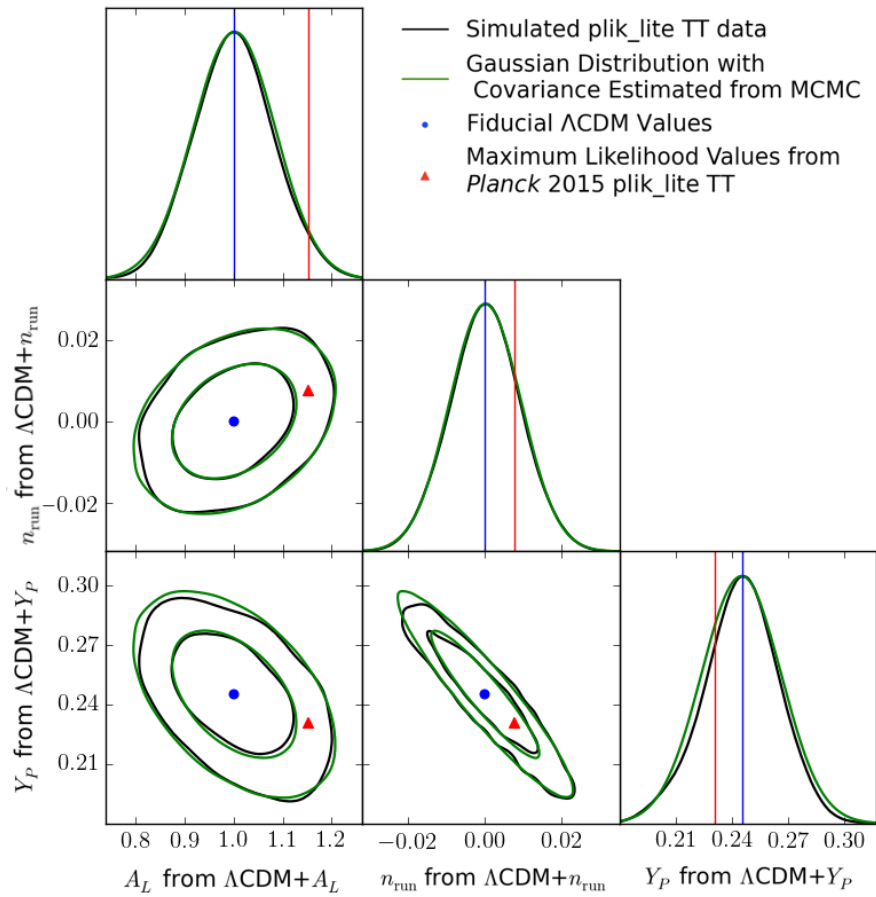 Simulated plik_lite TT data
Gaussian Distribution with
Covariance Estimated from MCMC
Fiducial ΛCDM Values
Maximum Likelihood Values from
Planck 2015 plik_lite TT
0.02
0.00
−0.02
n_run from ΛCDM+n_run
0.30
0.27
0.24
0.21
Y_P from ΛCDM+Y_P
0.8 0.9 1.0 1.1 1.2
−0.02 0.00 0.02
0.21 0.24 0.27 0.30
A_L from ΛCDM+A_L
n_run from ΛCDM+n_run
Y_P from ΛCDM+Y_P